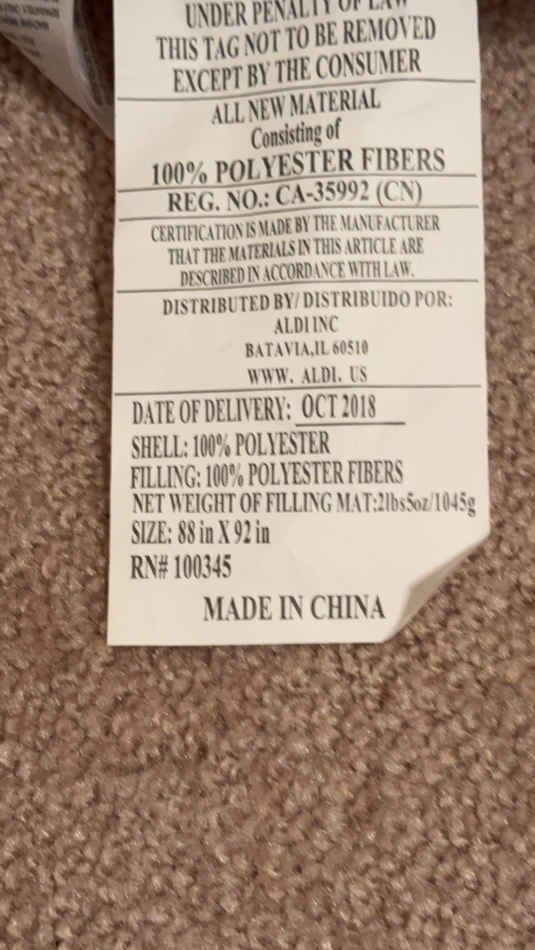 UNDER PENALTY OF LAW
THIS TAG NOT TO BE REMOVED
EXCEPT BY THE CONSUMER
ALL NEW MATERIAL
Consisting of
100% POLYESTER FIBERS
REG. NO.: CA-35992 (CN)
CERTIFICATION IS MADE BY THE MANUFACTURER
THAT THE MATERIALS IN THIS ARTICLE ARE
DESCRIBED IN ACCORDANCE WITH LAW.
DISTRIBUTED BY/ DISTRIBUIDO POR:
ALDI INC
BATAVIA,IL 60510
WWW. ALDI. US
DATE OF DELIVERY: OCT 2018
SHELL: 100% POLYESTER
FILLING: 100% POLYESTER FIBERS
NET WEIGHT OF FILLING MAT:2lbs5oz/1045g
SIZE: 88 in X 92 in
RN# 100345
MADE IN CHINA